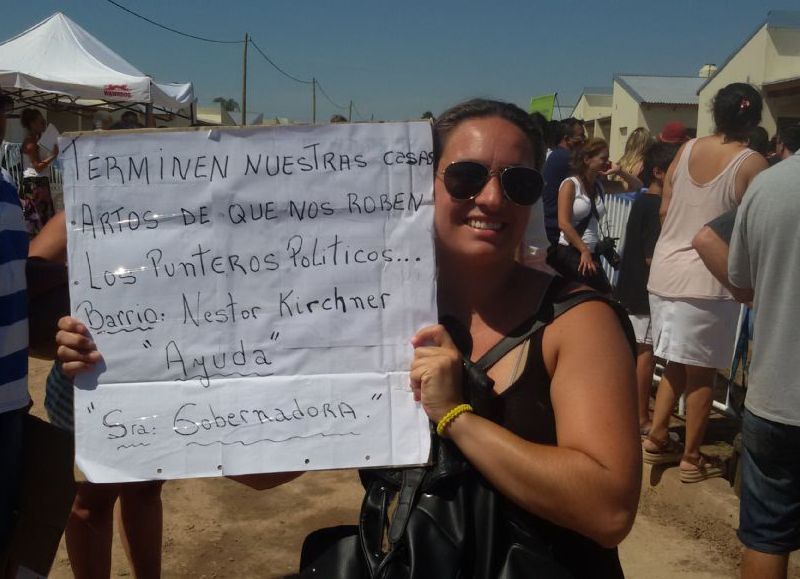 TERMINEN NUESTRAS CASAS
. ARTOS DE QUE NOS ROBEN
. LOS PUNTEROS POLITICOS...
Barrio: NESTOR KIRCHNER
"AYUDA"
"Sra: GOBERNADORA."